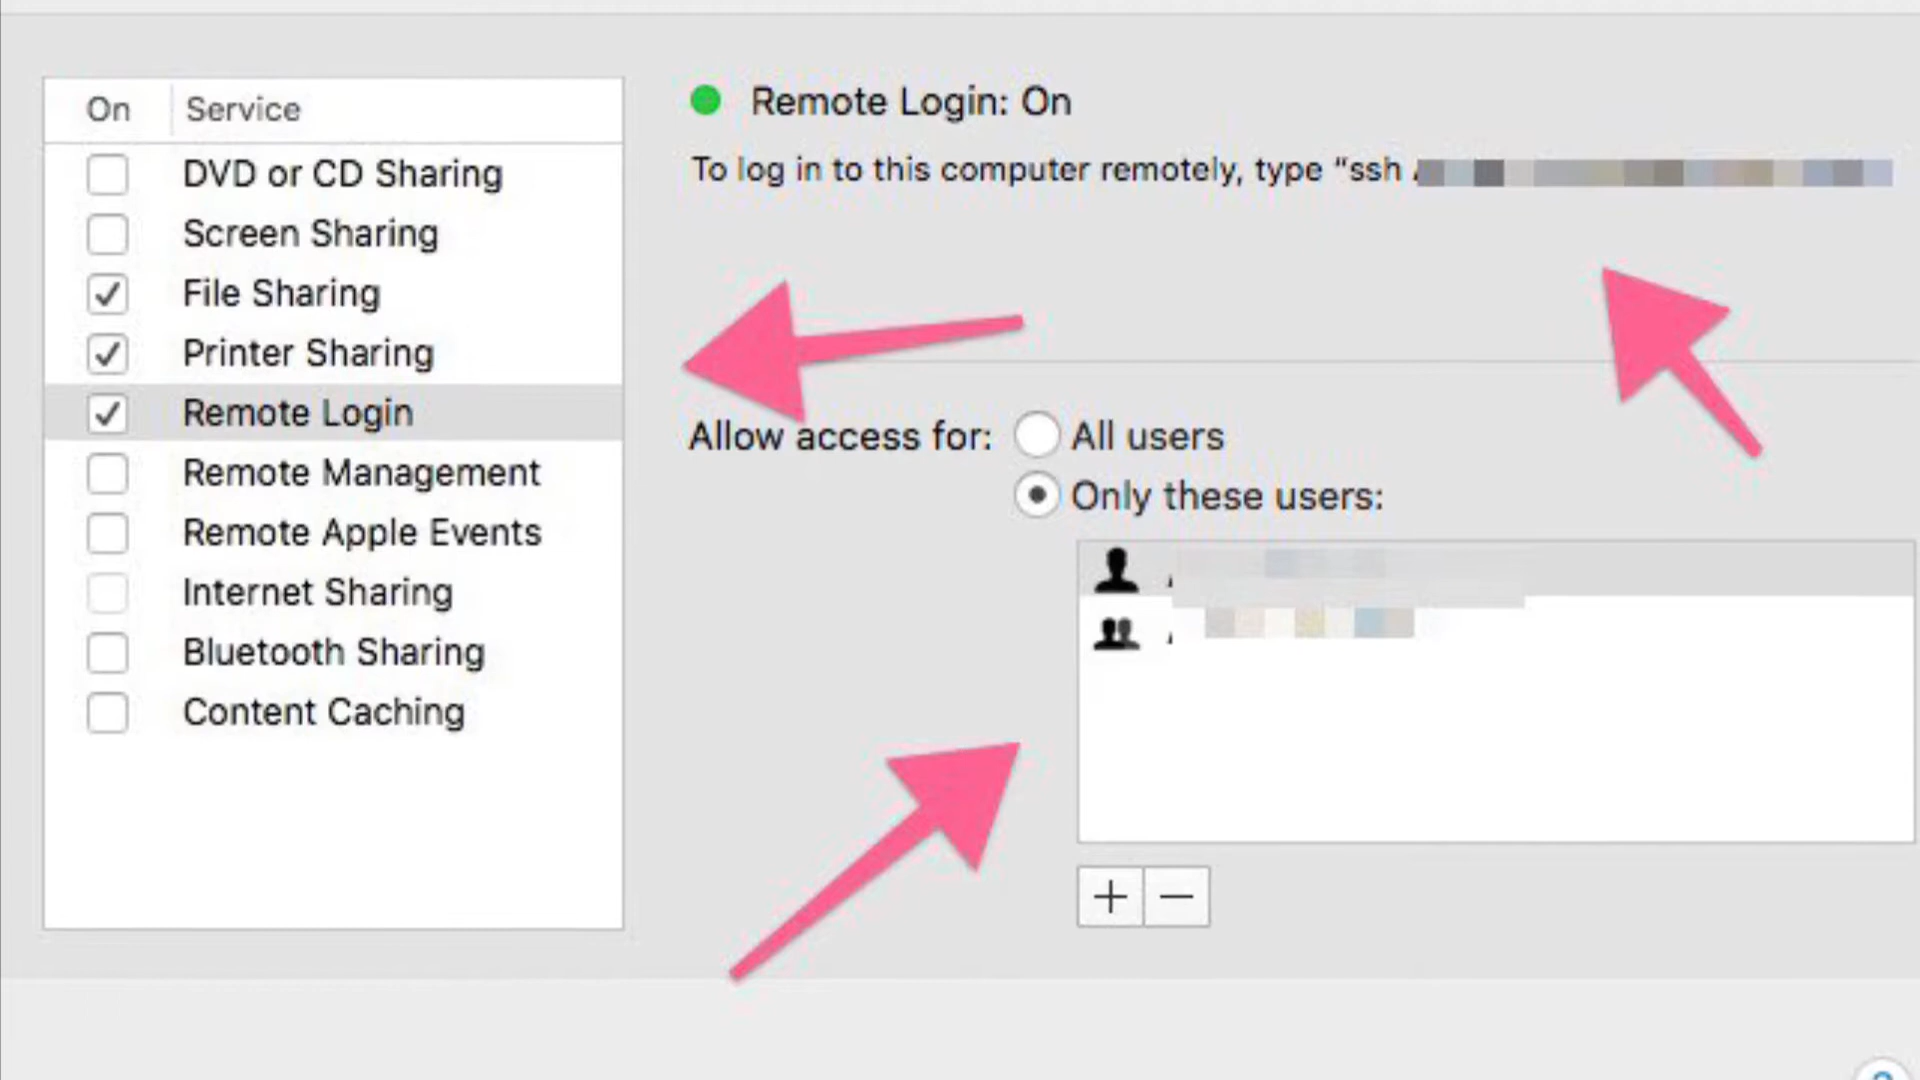 On Service
DVD or CD Sharing
Screen Sharing
File Sharing
Printer Sharing
Remote Login
Remote Management
Remote Apple Events
Internet Sharing
Bluetooth Sharing
Content Caching
Remote Login: On
To log in to this computer remotely, type “ssh
Allow access for: All users
Only these users: